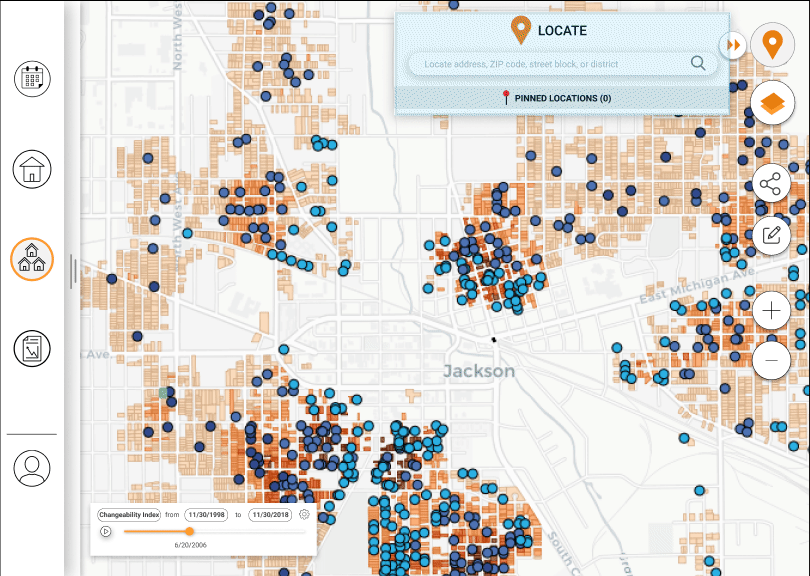 North West
LOCATE
Locate address, ZIP code, street block, or district
PINNED LOCATIONS (0)
North West Av
East Michigan Ave
Ave.
Jackson
Changeability Index from 11/30/1998 to 11/30/2018
6/20/2006
South C